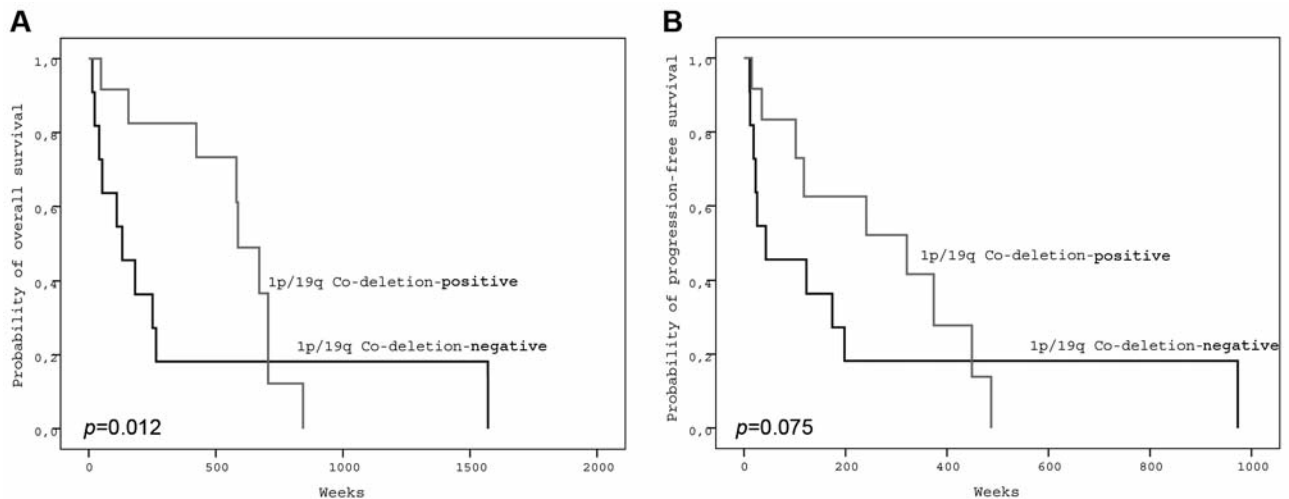 A
Probability of overall survival
1,0
0,8
0,6
0,4
0,2
0,0
1p/19q Co-deletion-positive
1p/19q Co-deletion-negative
p=0.012
0 500 1000 1500 2000
Weeks
B
Probability of progression-free survival
1,0
0,8
0,6
0,4
0,2
0,0
1p/19q Co-deletion-positive
1p/19q Co-deletion-negative
p=0.075
0 200 400 600 800 1000
Weeks